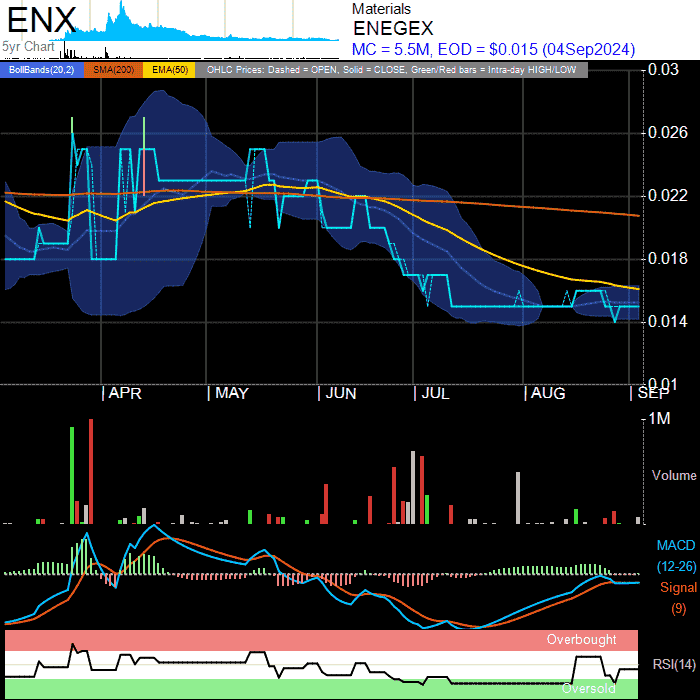 ENX
5yr Chart
Materials
ENEGEX
MC = 5.5M, EOD = $0.015 (04Sep2024)
BollBands(20,2) SMA(200) EMA(50) OHLC Prices: Dashed = OPEN, Solid = CLOSE, Green/Red bars = Intra-day HIGH/LOW
0.03
0.026
0.022
0.018
0.014
0.01
APR MAY JUN JUL AUG SEP
1M
Volume
MACD
(12-26)
Signal
(9)
Overbought
RSI(14)
Oversold